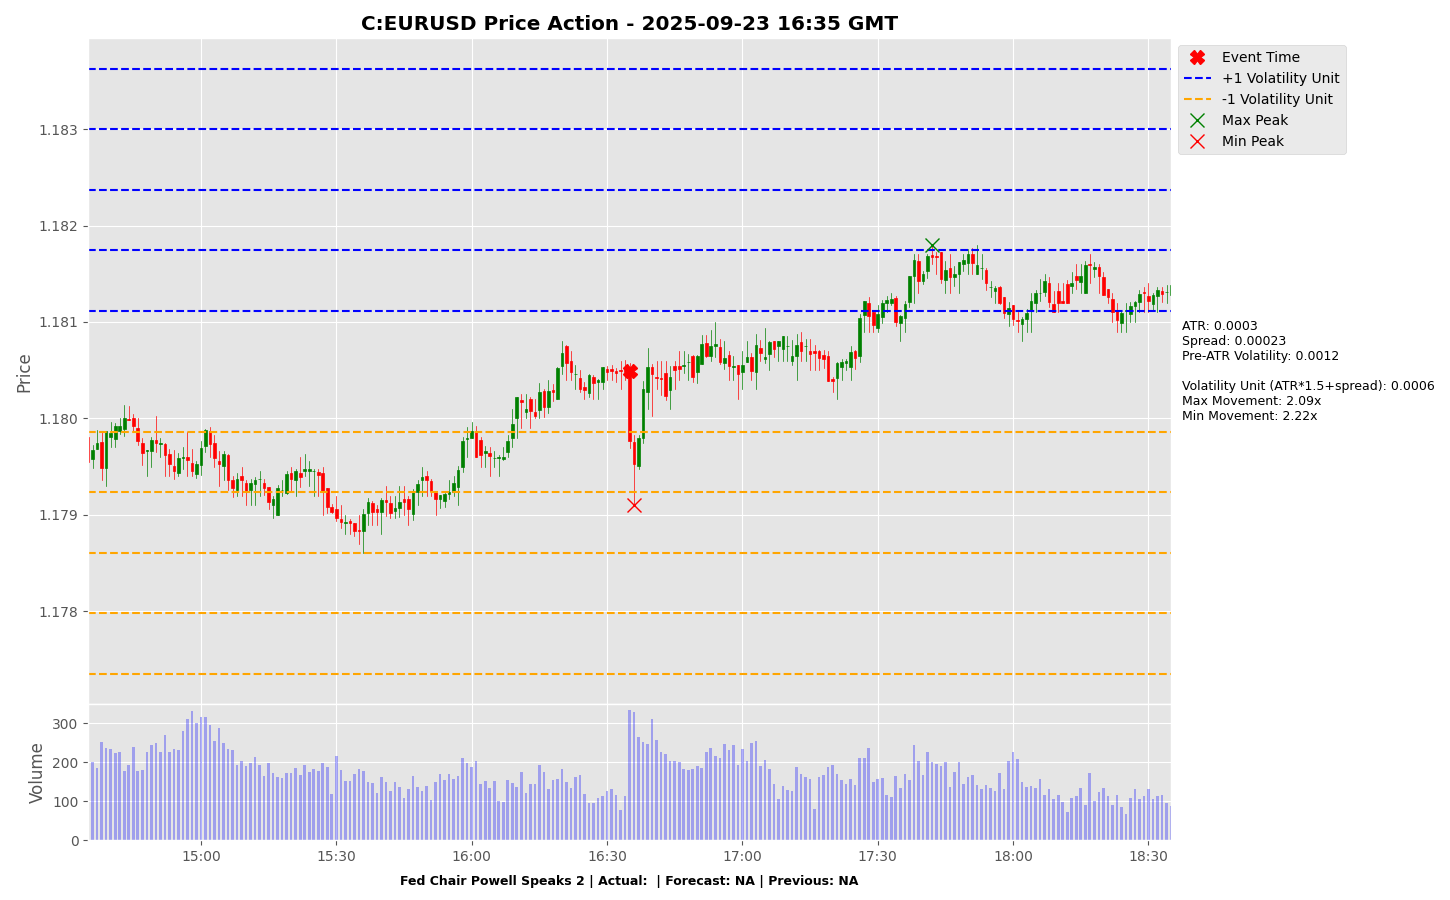 C:EURUSD Price Action - 2025-09-23 16:35 GMT
Event Time
+1 Volatility Unit
-1 Volatility Unit
Max Peak
Min Peak
Price
1.183
1.182
1.181
1.180
1.179
1.178
ATR: 0.0003
Spread: 0.00023
Pre-ATR Volatility: 0.0012
Volatility Unit (ATR*1.5+spread): 0.0006
Max Movement: 2.09x
Min Movement: 2.22x
Volume
300
200
100
0
15:00 15:30 16:00 16:30 17:00 17:30 18:00 18:30
Fed Chair Powell Speaks 2 | Actual:  | Forecast: NA | Previous: NA